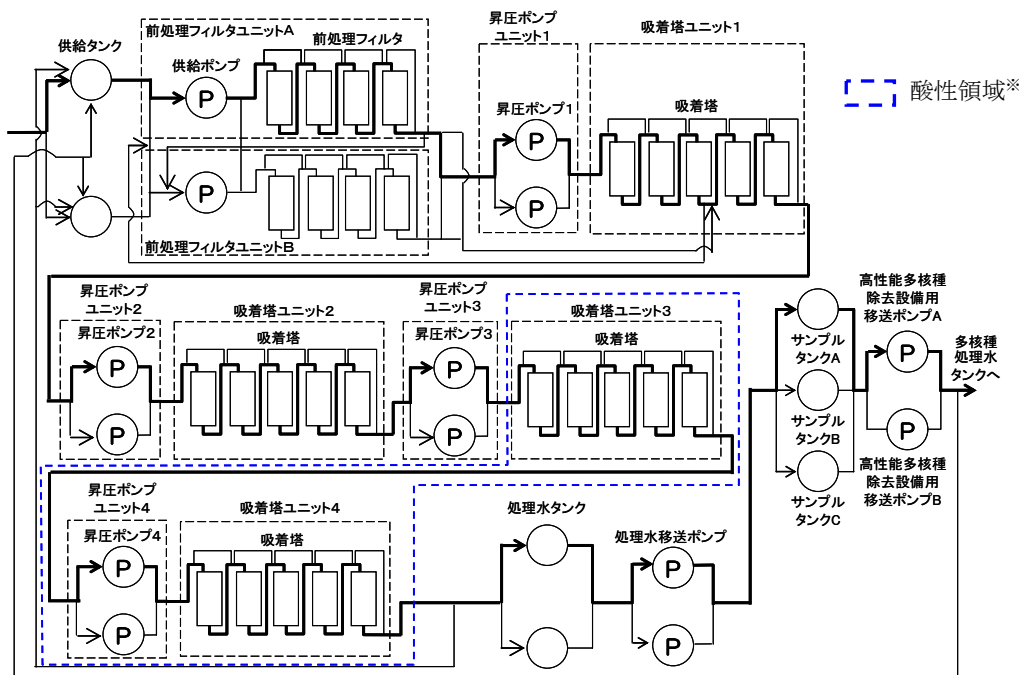 供給タンク
前処理フィルタユニットA
前処理フィルタ
供給ポンプ
P
P
前処理フィルタユニットB
昇圧ポンプ
ユニット1
昇圧ポンプ1
P
P
吸着塔ユニット1
吸着塔
酸性領域※
昇圧ポンプ
ユニット2
昇圧ポンプ2
P
P
吸着塔ユニット2
吸着塔
昇圧ポンプ
ユニット3
昇圧ポンプ3
P
P
吸着塔ユニット3
吸着塔
サンプル
タンクA
サンプル
タンクB
サンプル
タンクC
高性能多核種
除去設備用
移送ポンプA
P
P
高性能多核種
除去設備用
移送ポンプB
多核種
処理水
タンクへ
昇圧ポンプ
ユニット4
昇圧ポンプ4
P
P
吸着塔ユニット4
吸着塔
処理水タンク
処理水移送ポンプ
P
P